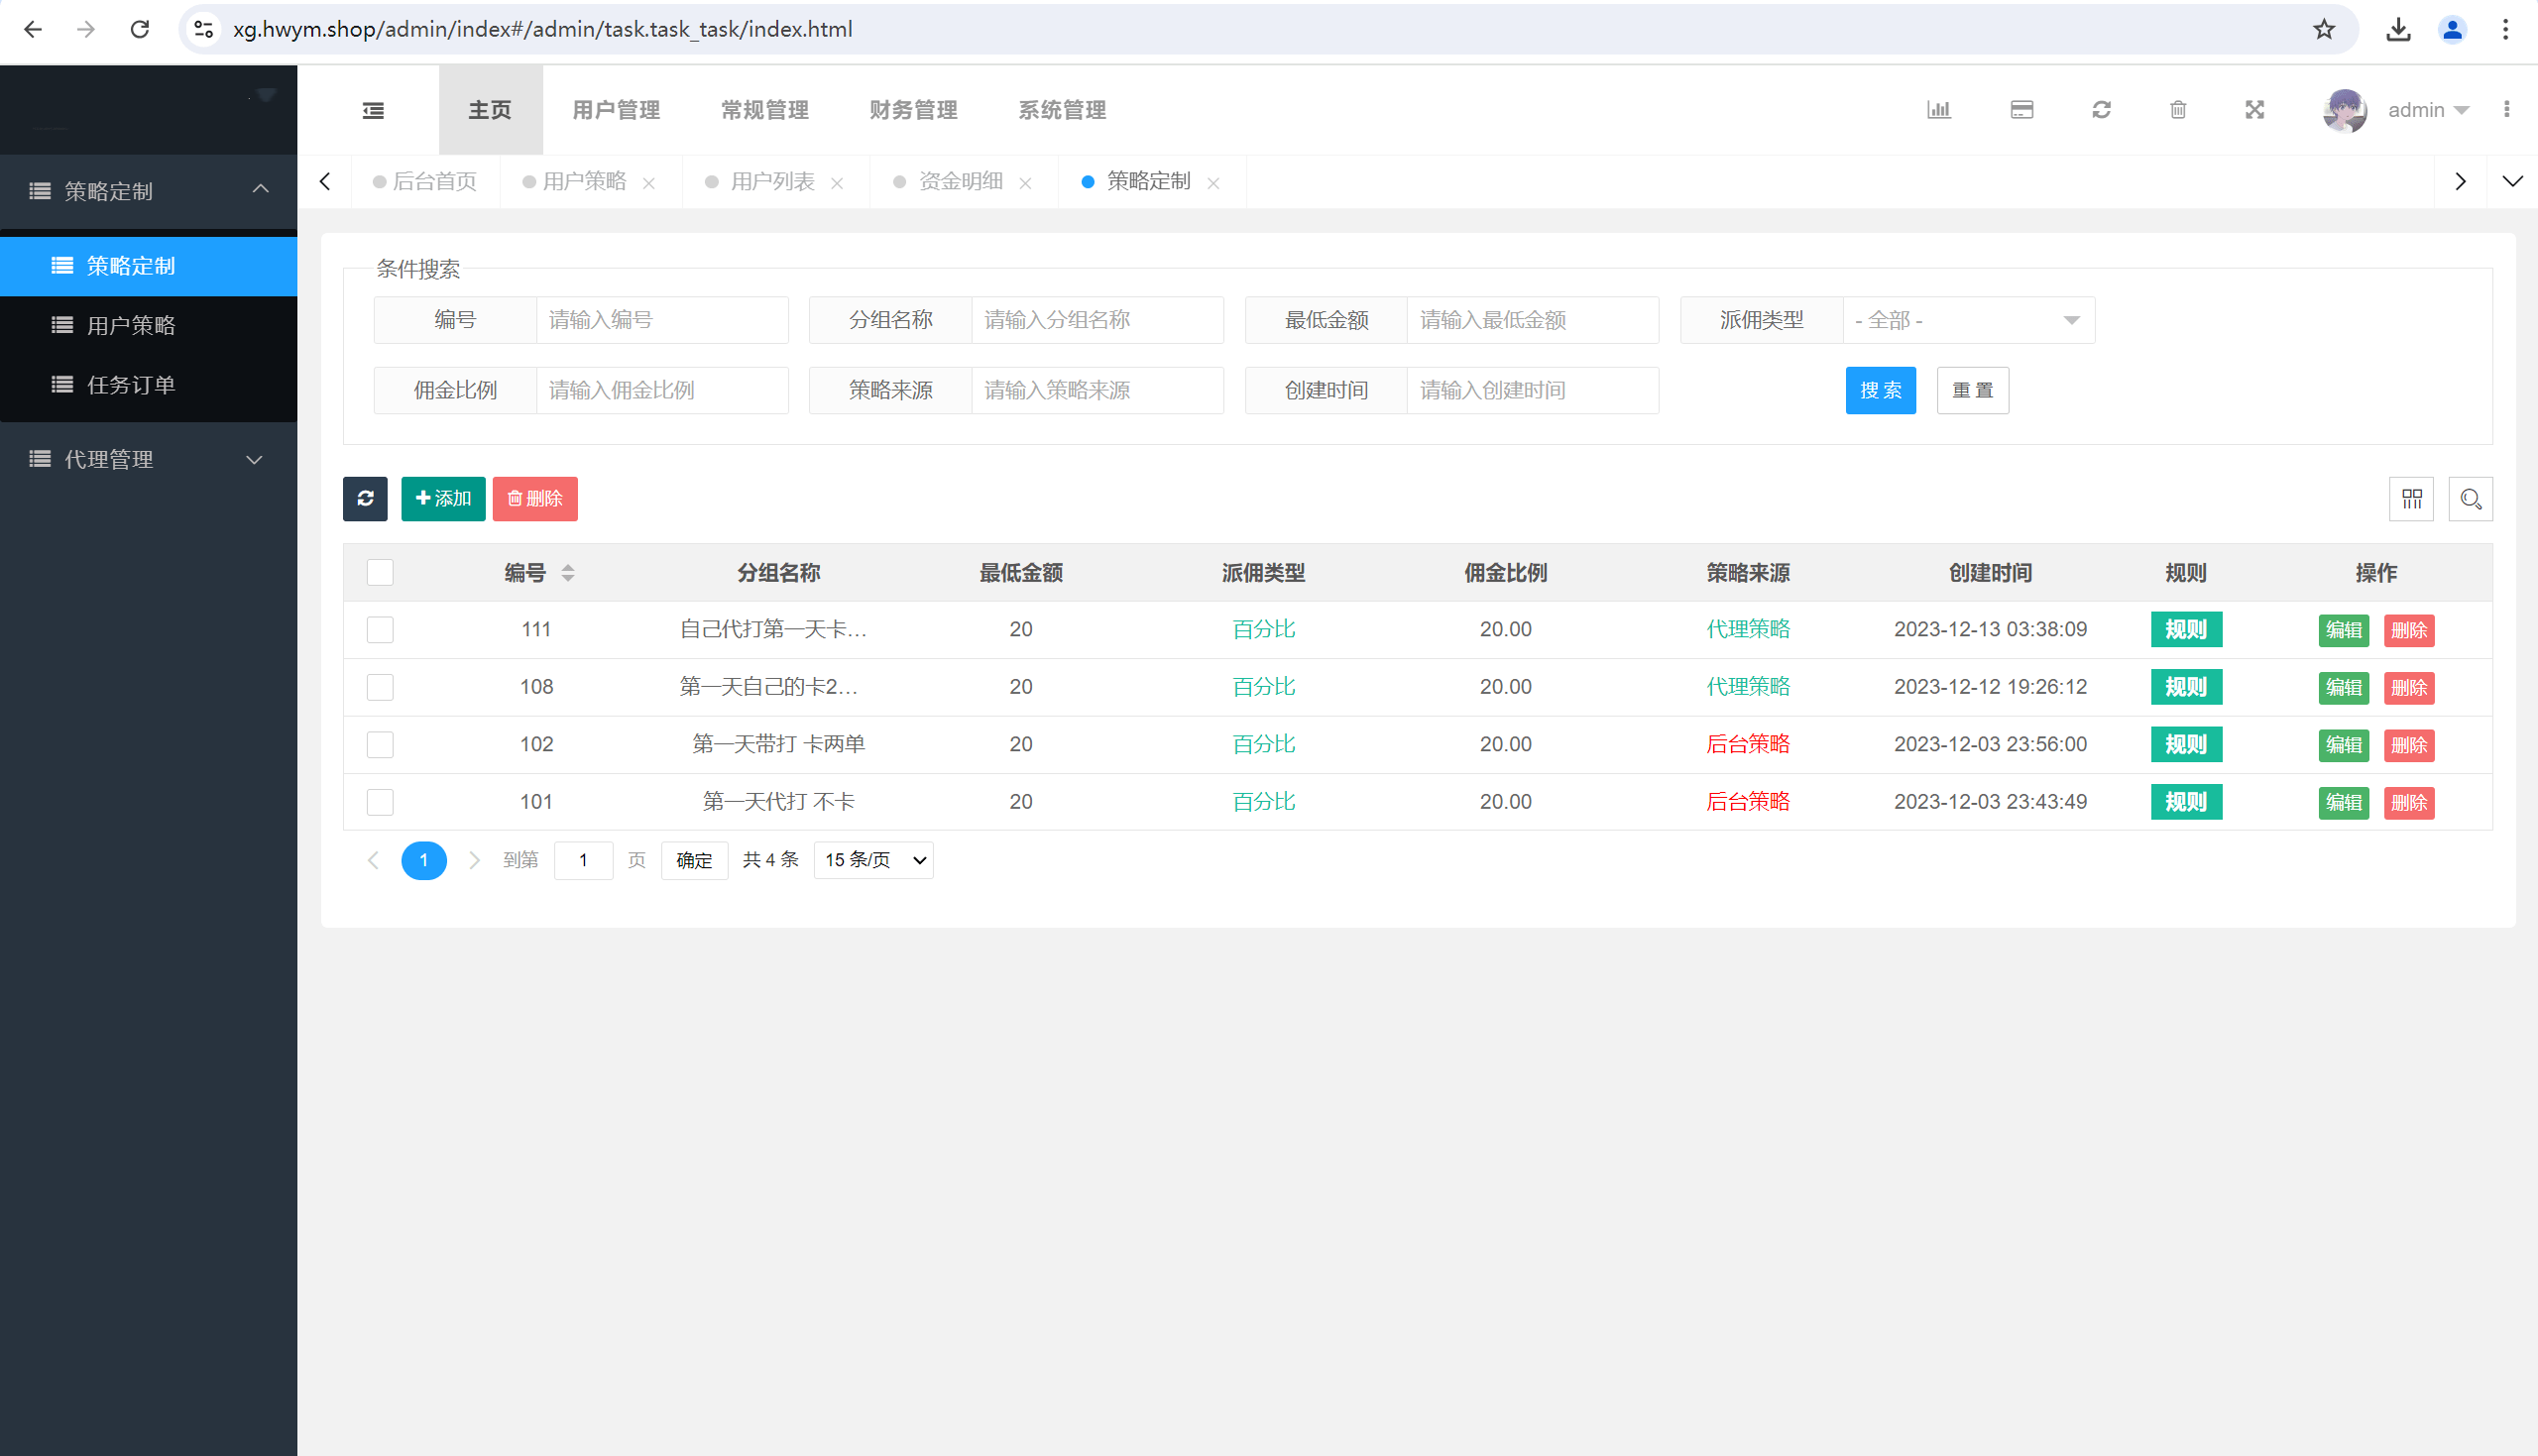 xg.hwym.shop/admin/index#/admin/task.task_task/index.html
主页 用户管理 常规管理 财务管理 系统管理 admin
后台首页 用户策略 用户列表 资金明细 策略定制
策略定制
策略定制
用户策略
任务订单
代理管理
条件搜索
编号 请输入编号 分组名称 请输入分组名称 最低金额 请输入最低金额 派佣类型 - 全部 -
佣金比例 请输入佣金比例 策略来源 请输入策略来源 创建时间 请输入创建时间 搜 索 重 置
添加 删除
编号 分组名称 最低金额 派佣类型 佣金比例 策略来源 创建时间 规则 操作
111 自己代打第一天卡... 20 百分比 20.00 代理策略 2023-12-13 03:38:09 规则 编辑 删除
108 第一天自己的卡2... 20 百分比 20.00 代理策略 2023-12-12 19:26:12 规则 编辑 删除
102 第一天带打 卡两单 20 百分比 20.00 后台策略 2023-12-03 23:56:00 规则 编辑 删除
101 第一天代打 不卡 20 百分比 20.00 后台策略 2023-12-03 23:43:49 规则 编辑 删除
1 到第 1 页 确定 共 4 条 15 条/页